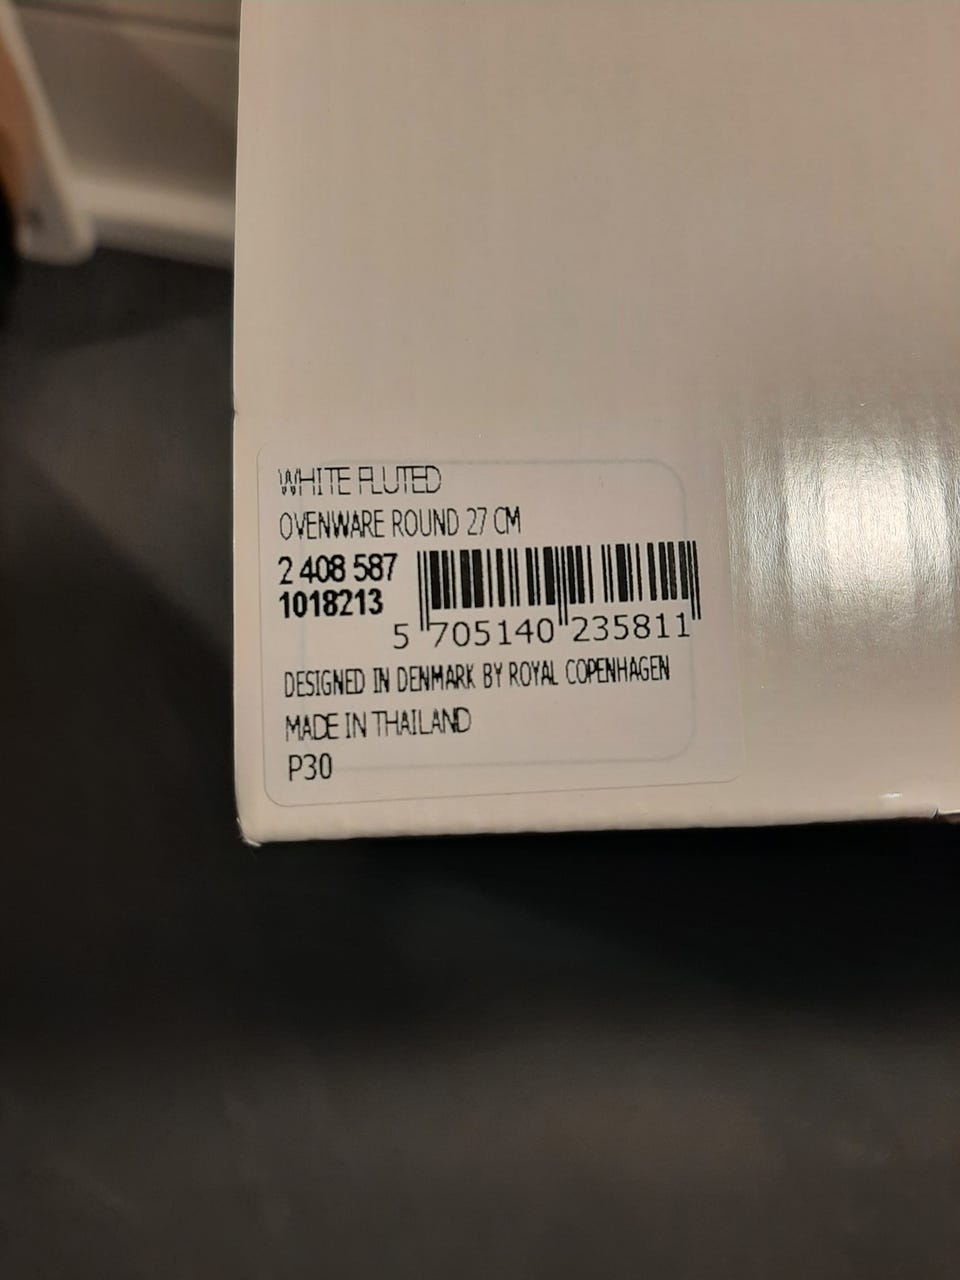 WHITE FLUTED
OVENWARE ROUND 27 CM
2 408 587
1018213
5 705140 235811
DESIGNED IN DENMARK BY ROYAL COPENHAGEN
MADE IN THAILAND
P30